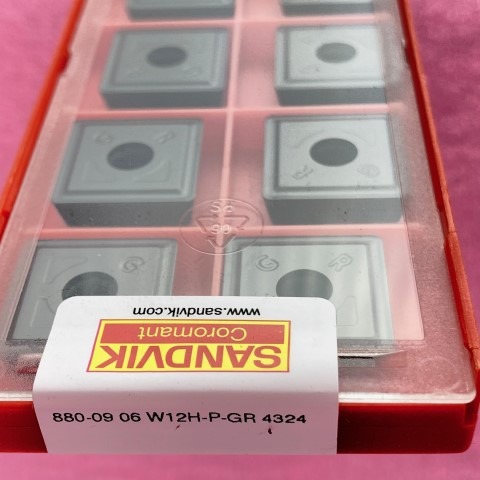 www.sandvik.com
SANDVIK
Coromant
880-09 06 W12H-P-GR 4324